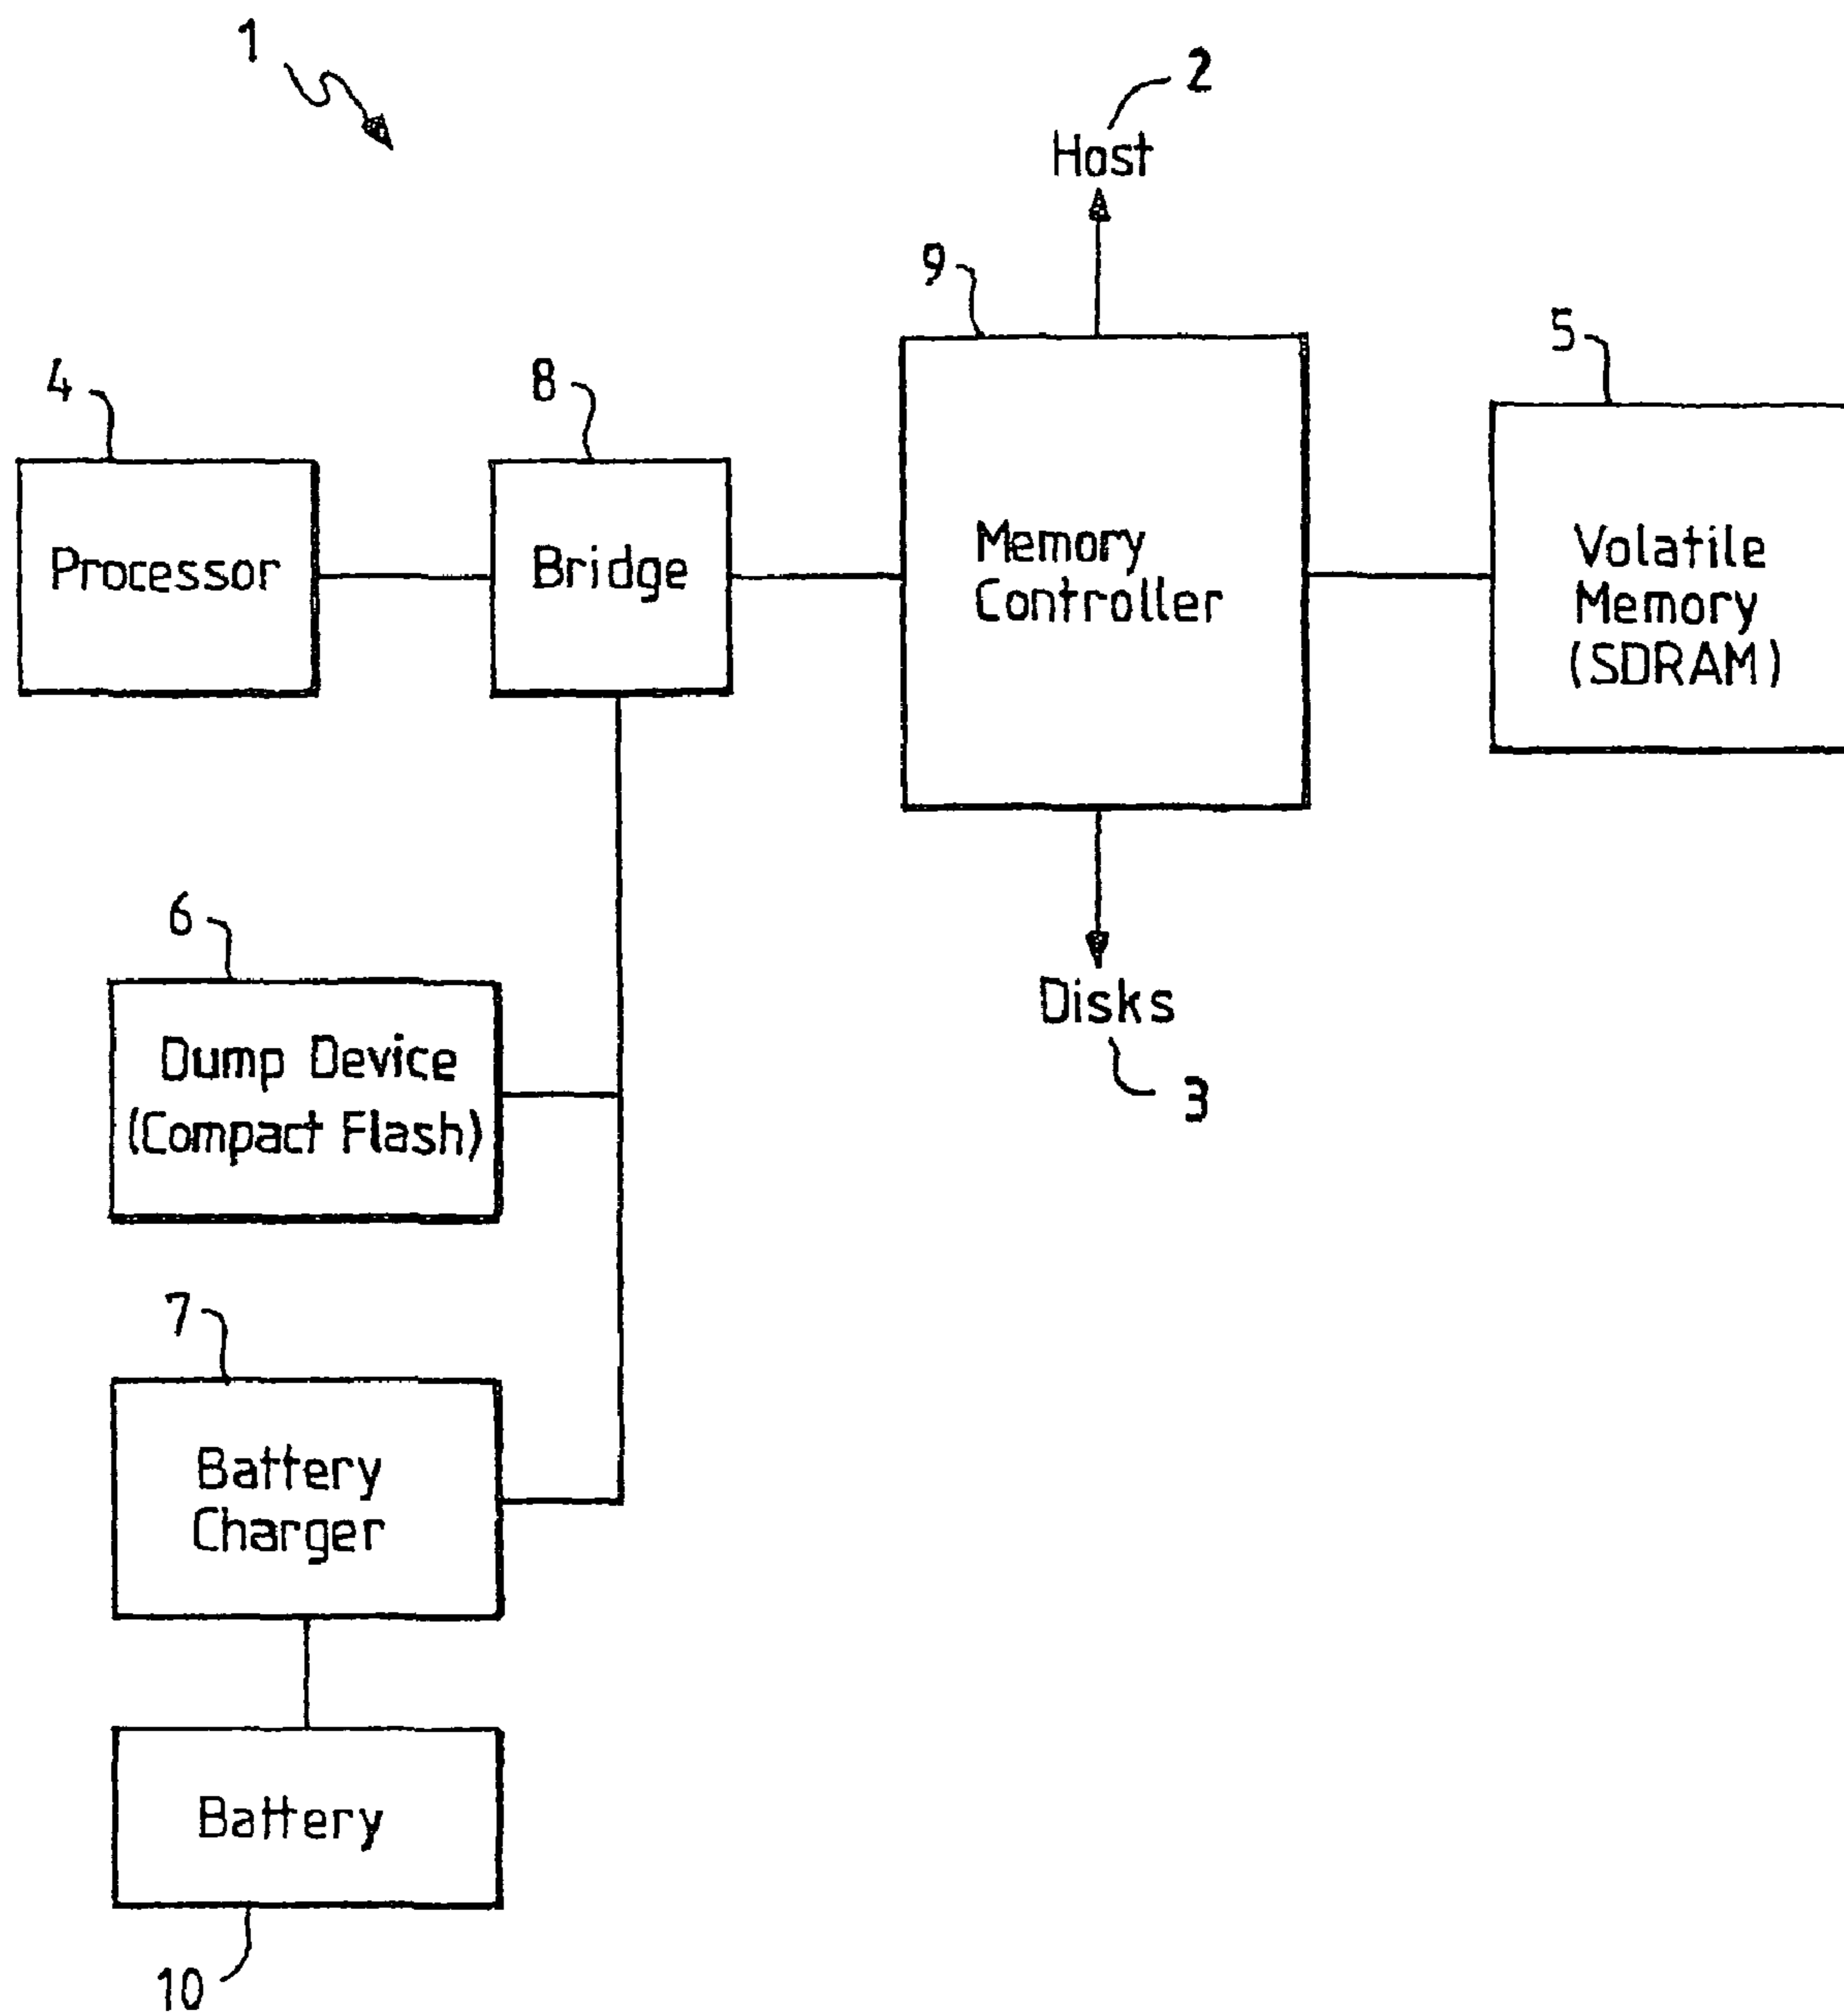 1
2
Host
9
5
4
8
Processor
Bridge
Memory
Controller
Volatile
Memory
(SDRAM)
6
Dump Device
(Compact Flash)
Disks
3
7
Battery
Charger
Battery
10